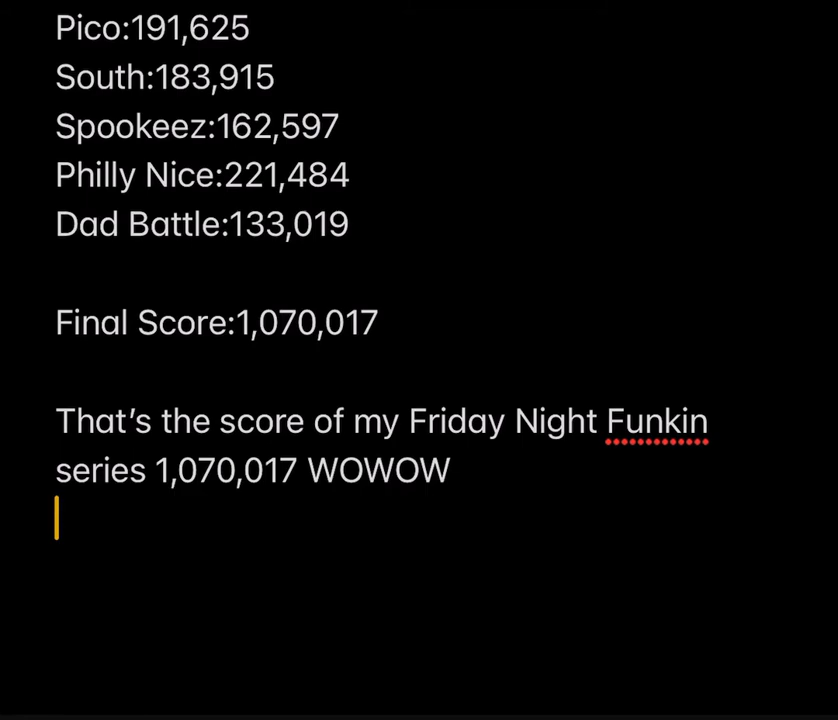 Pico:191,625
South:183,915
Spookeez:162,597
Philly Nice:221,484
Dad Battle:133,019
Final Score:1,070,017
That’s the score of my Friday Night Funkin
series 1,070,017 WOWOW